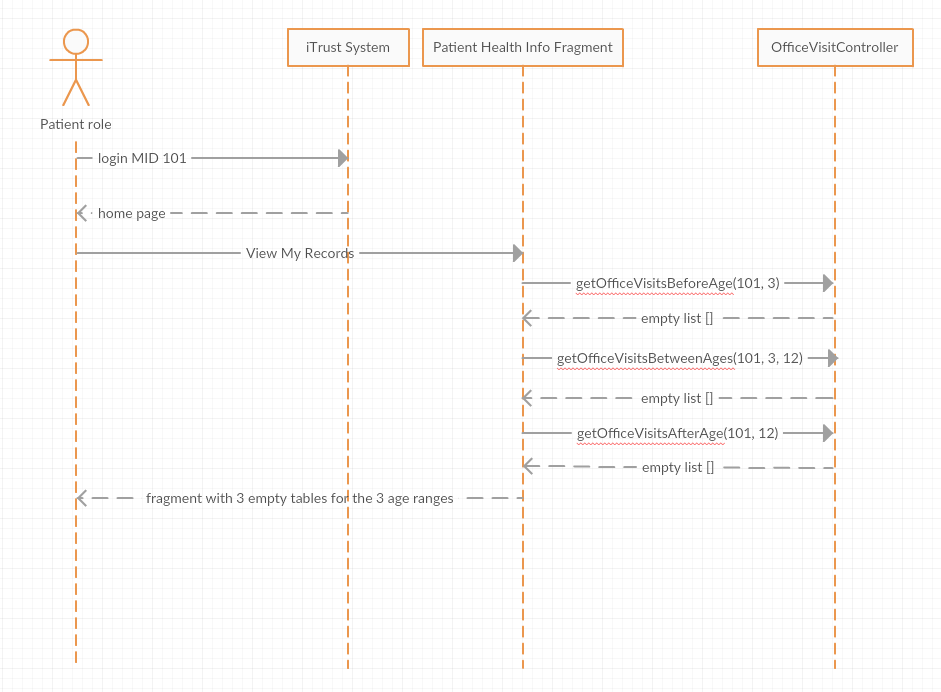 iTrust System
Patient Health Info Fragment
OfficeVisitController
Patient role
login MID 101
home page
View My Records
getOfficeVisitsBeforeAge(101, 3)
empty list []
getOfficeVisitsBetweenAges(101, 3, 12)
empty list []
getOfficeVisitsAfterAge(101, 12)
empty list []
fragment with 3 empty tables for the 3 age ranges